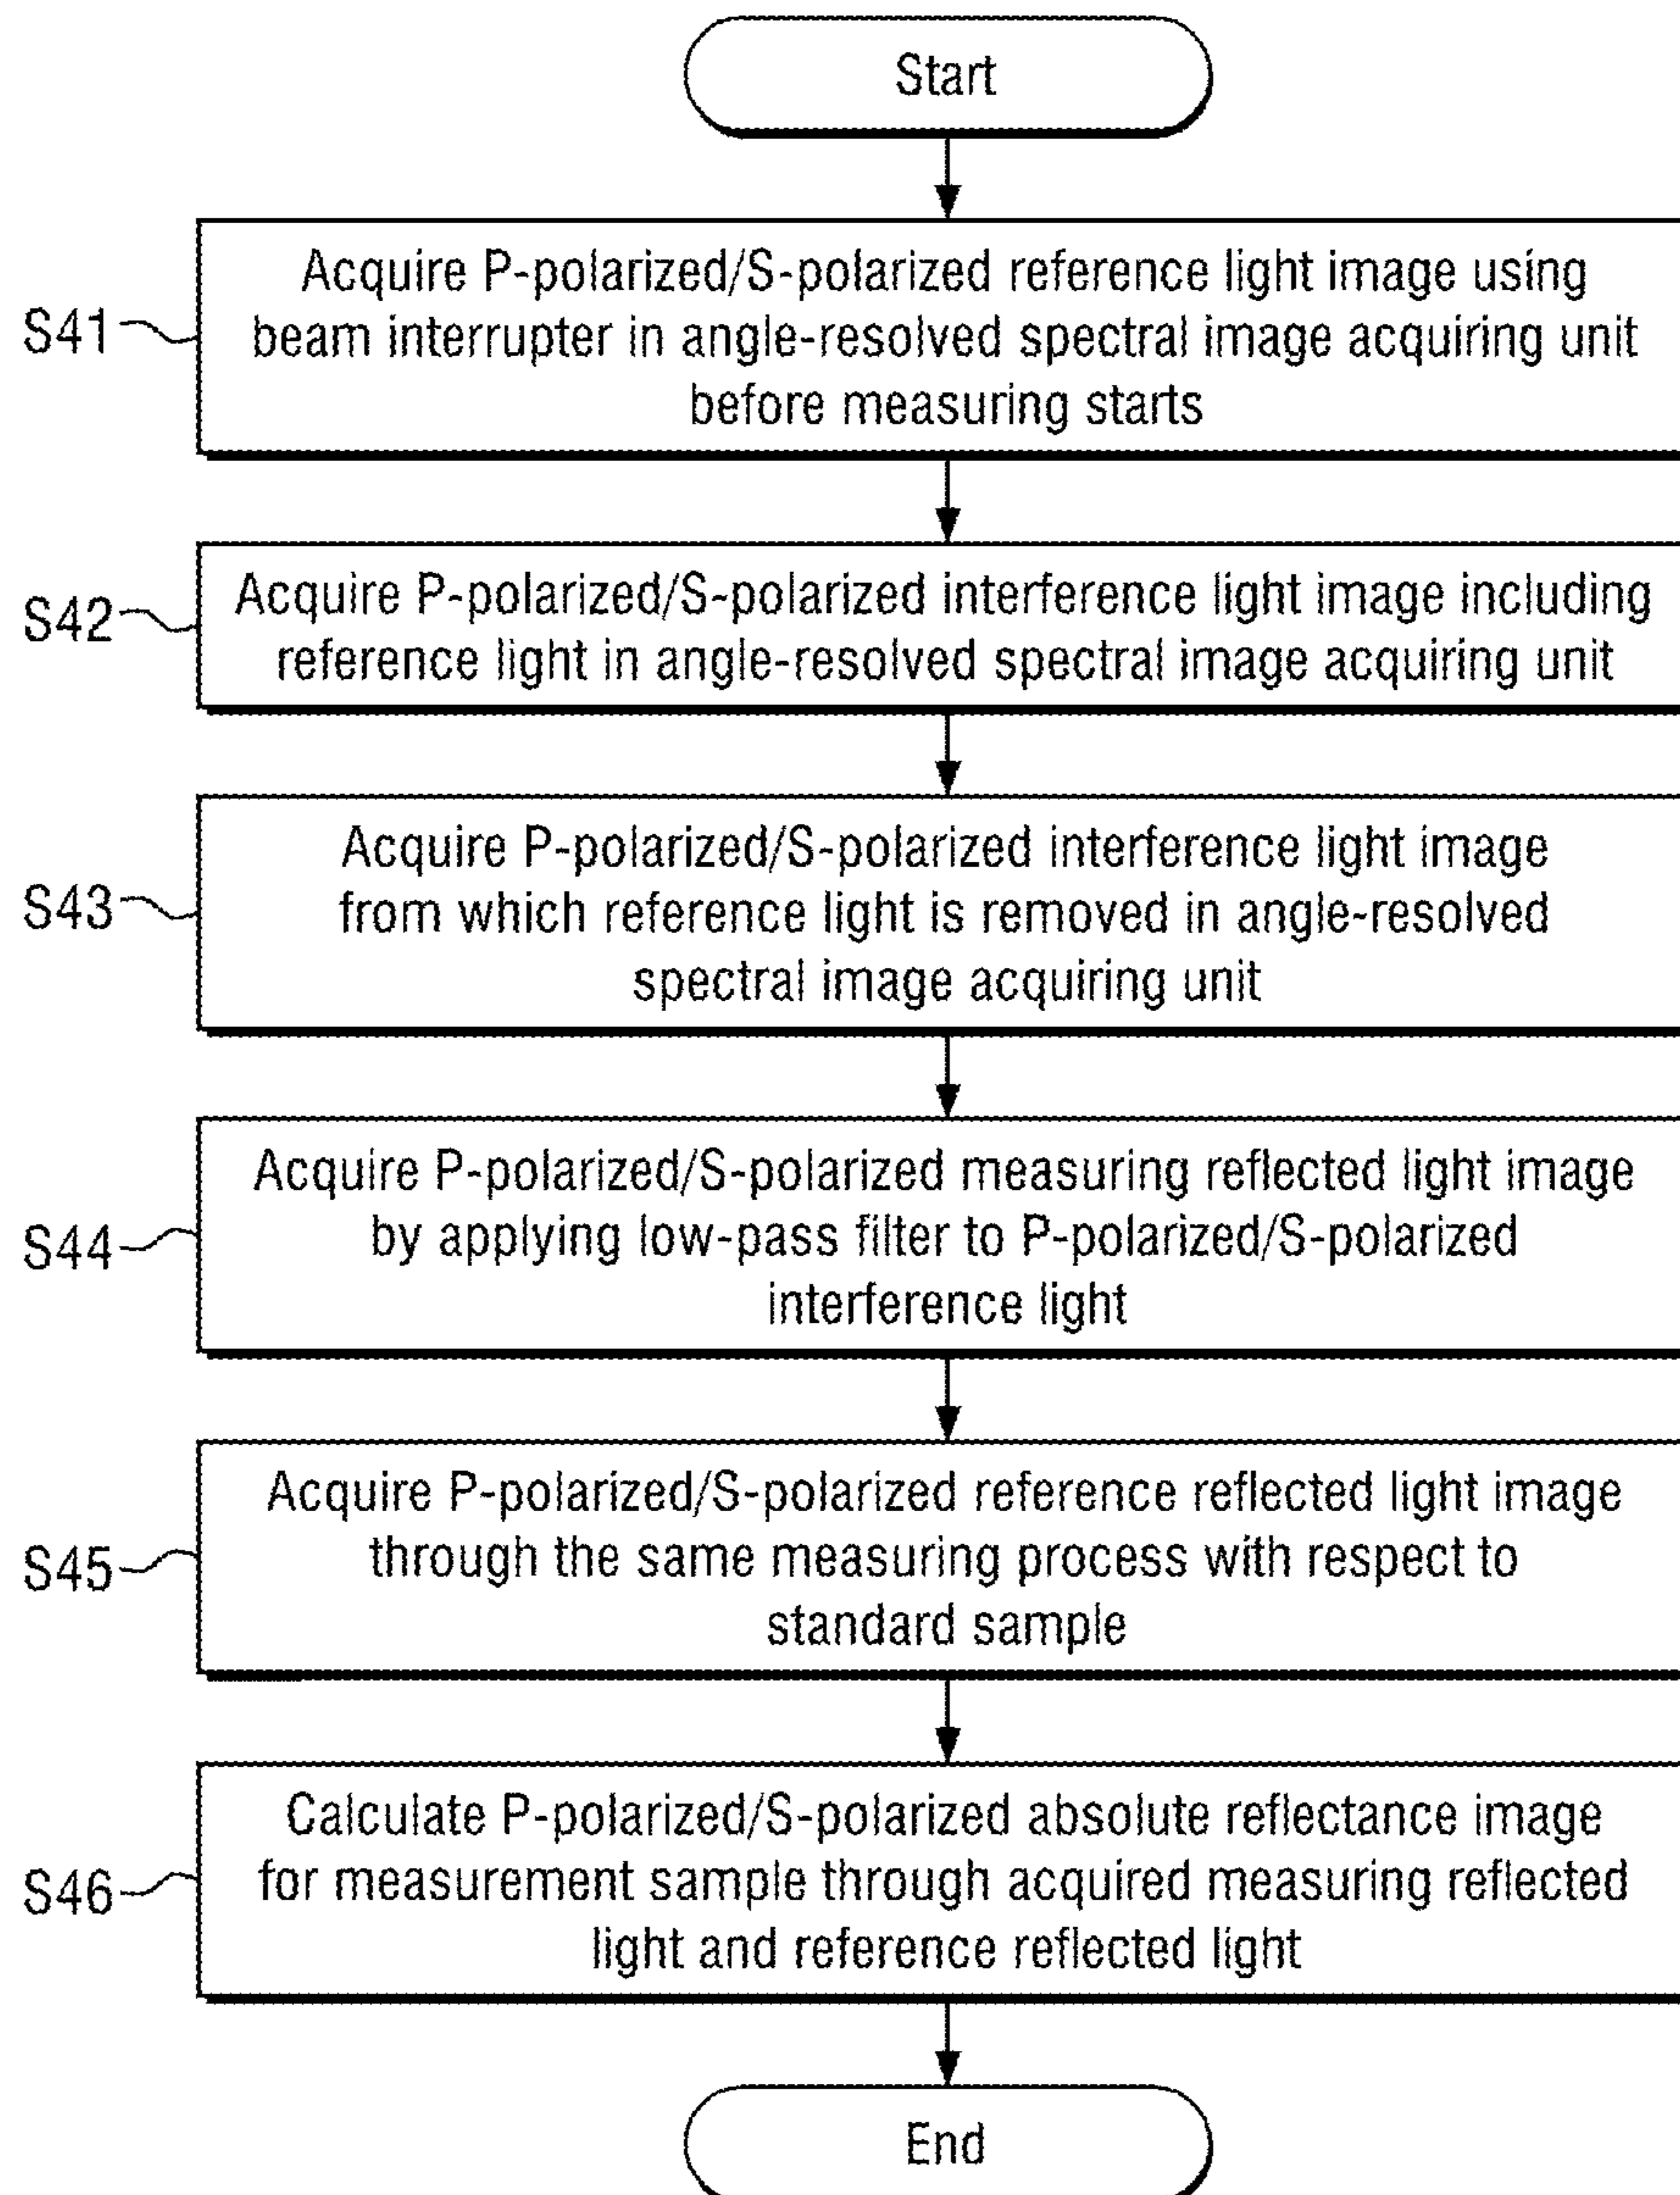 Start
S41
Acquire P-polarized/S-polarized reference light image using
beam interrupter in angle-resolved spectral image acquiring unit
before measuring starts
S42
Acquire P-polarized/S-polarized interference light image including
reference light in angle-resolved spectral image acquiring unit
S43
Acquire P-polarized/S-polarized interference light image
from which reference light is removed in angle-resolved
spectral image acquiring unit
S44
Acquire P-polarized/S-polarized measuring reflected light image
by applying low-pass filter to P-polarized/S-polarized
interference light
S45
Acquire P-polarized/S-polarized reference reflected light image
through the same measuring process with respect to
standard sample
S46
Calculate P-polarized/S-polarized absolute reflectance image
for measurement sample through acquired measuring reflected
light and reference reflected light
End